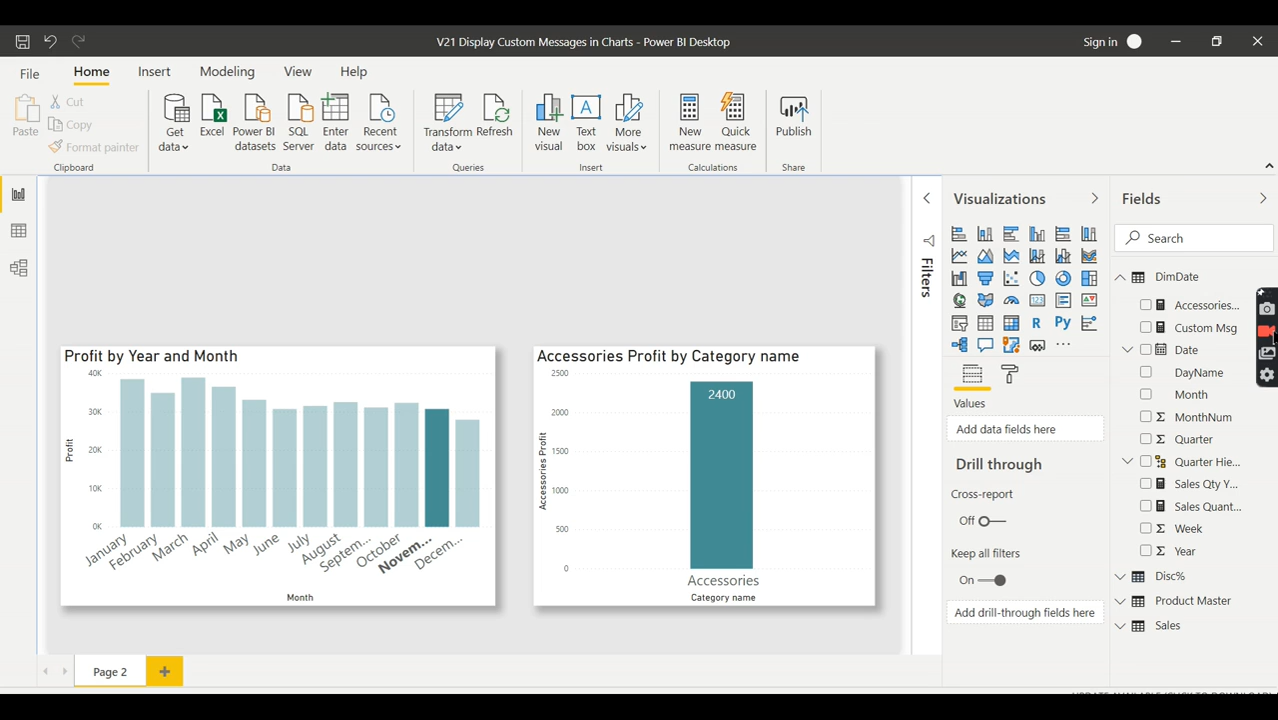 V21 Display Custom Messages in Charts - Power BI Desktop
Sign in
File
Home
Insert
Modeling
View
Help
Paste
Cut
Copy
Format painter
Clipboard
Get data
Excel
Power BI datasets
SQL Server
Enter data
Recent sources
Data
Transform data
Refresh
Queries
New visual
Text box
More visuals
Insert
New measure
Quick measure
Calculations
Publish
Share
Profit by Year and Month
40K
30K
20K
10K
0K
Profit
January
February
March
April
May
June
July
August
Septem...
October
Novem...
Decem...
Month
Accessories Profit by Category name
2500
2000
1500
1000
500
0
Accessories Profit
2400
Accessories
Category name
Filters
Visualizations
R
Py
123
Values
Add data fields here
Drill through
Cross-report
Off
Keep all filters
On
Add drill-through fields here
Fields
Search
DimDate
Accessories...
Custom Msg
Date
DayName
Month
MonthNum
Quarter
Quarter Hie...
Sales Qty Y...
Sales Quant...
Week
Year
Disc%
Product Master
Sales
Page 2